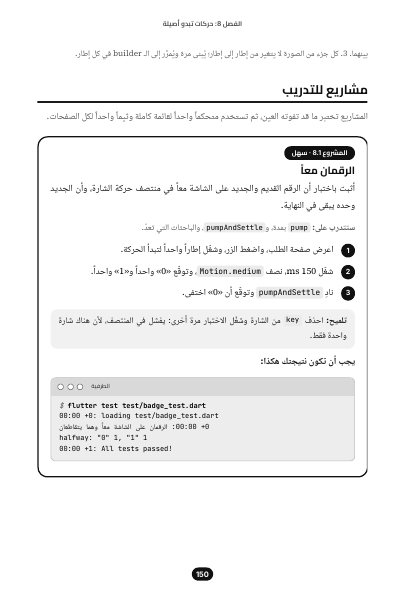 الفصل 8: حركات تبدو أصيلة
بينهما. 3. كل جزء من الصورة لا يتغير من إطار إلى إطار؛ يُبنى مرة ويُمرَّر إلى الـ builder في كل إطار.
مشاريع للتدريب
المشاريع تختبر ما قد تفوته العين، ثم تستخدم متحكماً واحداً لقائمة كاملة وثيماً واحداً لكل الصفحات.
المشروع 8.1 · سهل
الرقمان معاً
أثبت باختبار أن الرقم القديم والجديد على الشاشة معاً في منتصف حركة الشارة، وأن الجديد
وحده يبقى في النهاية.
ستتدرب على: pump بمدة، و pumpAndSettle، والباحثات التي تعدّ.
1 اعرض صفحة الطلب، واضغط الزر، وشغّل إطاراً واحداً لتبدأ الحركة.
2 شغّل 150 ms، نصف Motion.medium، وتوقع «0» واحداً و«1» واحداً.
3 نادِ pumpAndSettle وتوقّع أن «0» اختفى.
تلميح: احذف key من الشارة وشغّل الاختبار مرة أخرى: يفشل في المنتصف، لأن هناك شارة
واحدة فقط.
يجب أن تكون نتيجتك هكذا:
الطرفية
$ flutter test test/badge_test.dart
00:00 +0: loading test/badge_test.dart
00:00 +0: الرقمان على الشاشة معاً وهما يتقاطعان
halfway: "0" 1, "1" 1
00:00 +1: All tests passed!
150